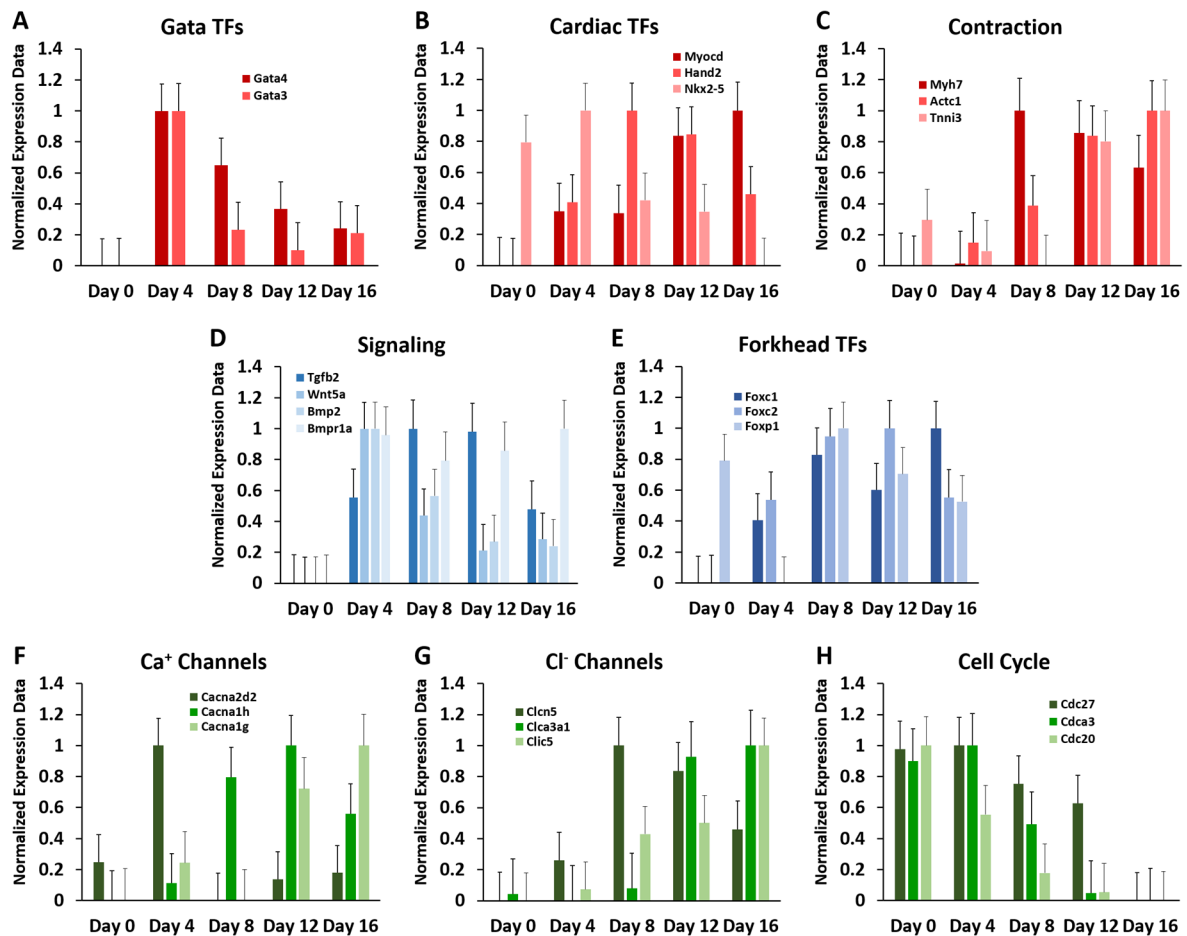 A
Gata TFs
Normalized Expression Data
1.4
1.2
1
0.8
0.6
0.4
0.2
0
Gata4
Gata3
Day 0 Day 4 Day 8 Day 12 Day 16
B
Cardiac TFs
Normalized Expression Data
1.4
1.2
1
0.8
0.6
0.4
0.2
0
Myocd
Hand2
Nkx2-5
Day 0 Day 4 Day 8 Day 12 Day 16
C
Contraction
Normalized Expression Data
1.4
1.2
1
0.8
0.6
0.4
0.2
0
Myh7
Actc1
Tnni3
Day 0 Day 4 Day 8 Day 12 Day 16
D
Signaling
Normalized Expression Data
1.4
1.2
1
0.8
0.6
0.4
0.2
0
Tgfb2
Wnt5a
Bmp2
Bmpr1a
Day 0 Day 4 Day 8 Day 12 Day 16
E
Forkhead TFs
Normalized Expression Data
1.4
1.2
1
0.8
0.6
0.4
0.2
0
Foxc1
Foxc2
Foxp1
Day 0 Day 4 Day 8 Day 12 Day 16
F
Ca⁺ Channels
Normalized Expression Data
1.4
1.2
1
0.8
0.6
0.4
0.2
0
Cacna2d2
Cacna1h
Cacna1g
Day 0 Day 4 Day 8 Day 12 Day 16
G
Cl⁻ Channels
Normalized Expression Data
1.4
1.2
1
0.8
0.6
0.4
0.2
0
Clcn5
Clca3a1
Clic5
Day 0 Day 4 Day 8 Day 12 Day 16
H
Cell Cycle
Normalized Expression Data
1.4
1.2
1
0.8
0.6
0.4
0.2
0
Cdc27
Cdca3
Cdc20
Day 0 Day 4 Day 8 Day 12 Day 16